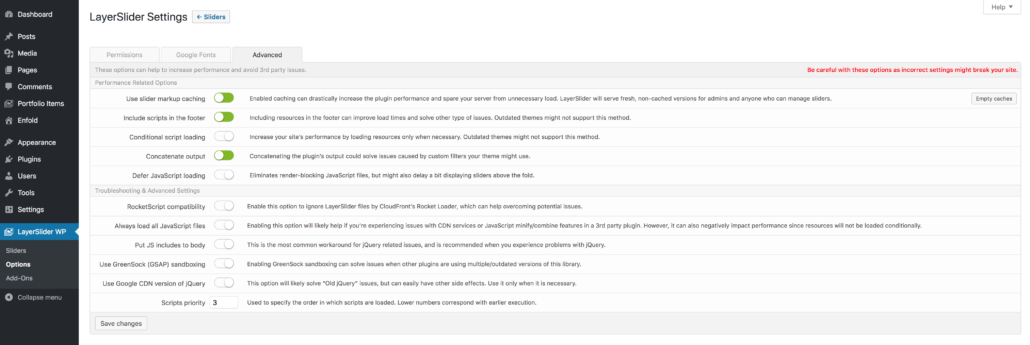 Help
Dashboard
Posts
Media
Pages
Comments
Portfolio Items
Enfold
Appearance
Plugins
Users
Tools
Settings
LayerSlider WP
Sliders
Options
Add-Ons
Collapse menu
LayerSlider Settings ← Sliders
Permissions Google Fonts Advanced
These options can help to increase performance and avoid 3rd party issues. Be careful with these options as incorrect settings might break your site.
Performance Related Options
Use slider markup caching Enabled caching can drastically increase the plugin performance and spare your server from unnecessary load. LayerSlider will serve fresh, non-cached versions for admins and anyone who can manage sliders. Empty caches
Include scripts in the footer Including resources in the footer can improve load times and solve other type of issues. Outdated themes might not support this method.
Conditional script loading Increase your site's performance by loading resources only when necessary. Outdated themes might not support this method.
Concatenate output Concatenating the plugin's output could solve issues caused by custom filters your theme might use.
Defer JavaScript loading Eliminates render-blocking JavaScript files, but might also delay a bit displaying sliders above the fold.
Troubleshooting & Advanced Settings
RocketScript compatibility Enable this option to ignore LayerSlider files by CloudFront's Rocket Loader, which can help overcoming potential issues.
Always load all JavaScript files Enabling this option will likely help if you're experiencing issues with CDN services or JavaScript minify/combine features in a 3rd party plugin. However, it can also negatively impact performance since resources will not be loaded conditionally.
Put JS includes to body This is the most common workaround for jQuery related issues, and is recommended when you experience problems with jQuery.
Use GreenSock (GSAP) sandboxing Enabling GreenSock sandboxing can solve issues when other plugins are using multiple/outdated versions of this library.
Use Google CDN version of jQuery This option will likely solve "Old jQuery" issues, but can easily have other side effects. Use it only when it is necessary.
Scripts priority 3 Used to specify the order in which scripts are loaded. Lower numbers correspond with earlier execution.
Save changes